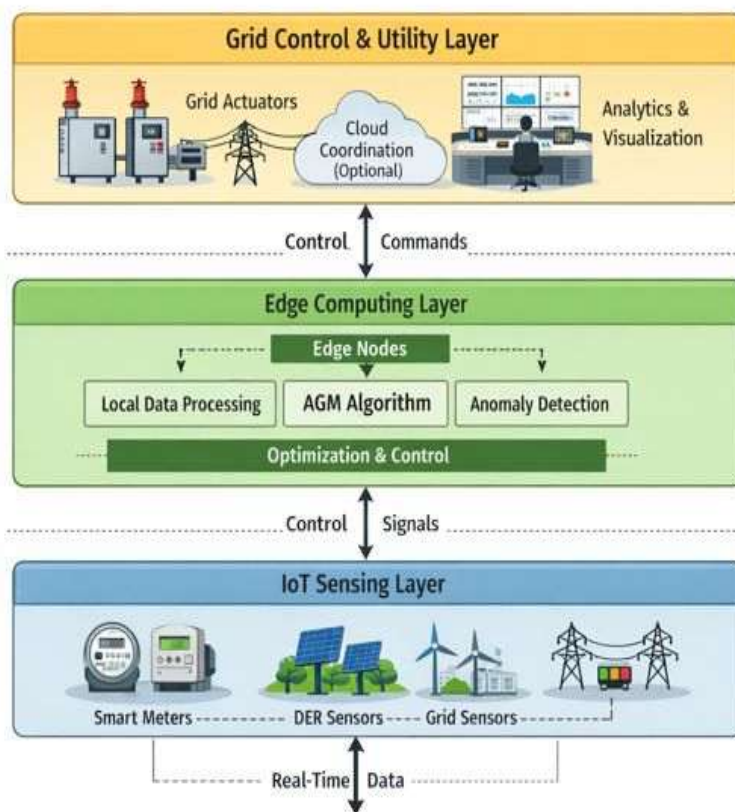 Grid Control & Utility Layer
Grid Actuators
Cloud
Coordination
(Optional)
Analytics &
Visualization
Control Commands
Edge Computing Layer
Edge Nodes
Local Data Processing
AGM Algorithm
Anomaly Detection
Optimization & Control
Control Signals
IoT Sensing Layer
Smart Meters
DER Sensors
Grid Sensors
Real-Time Data